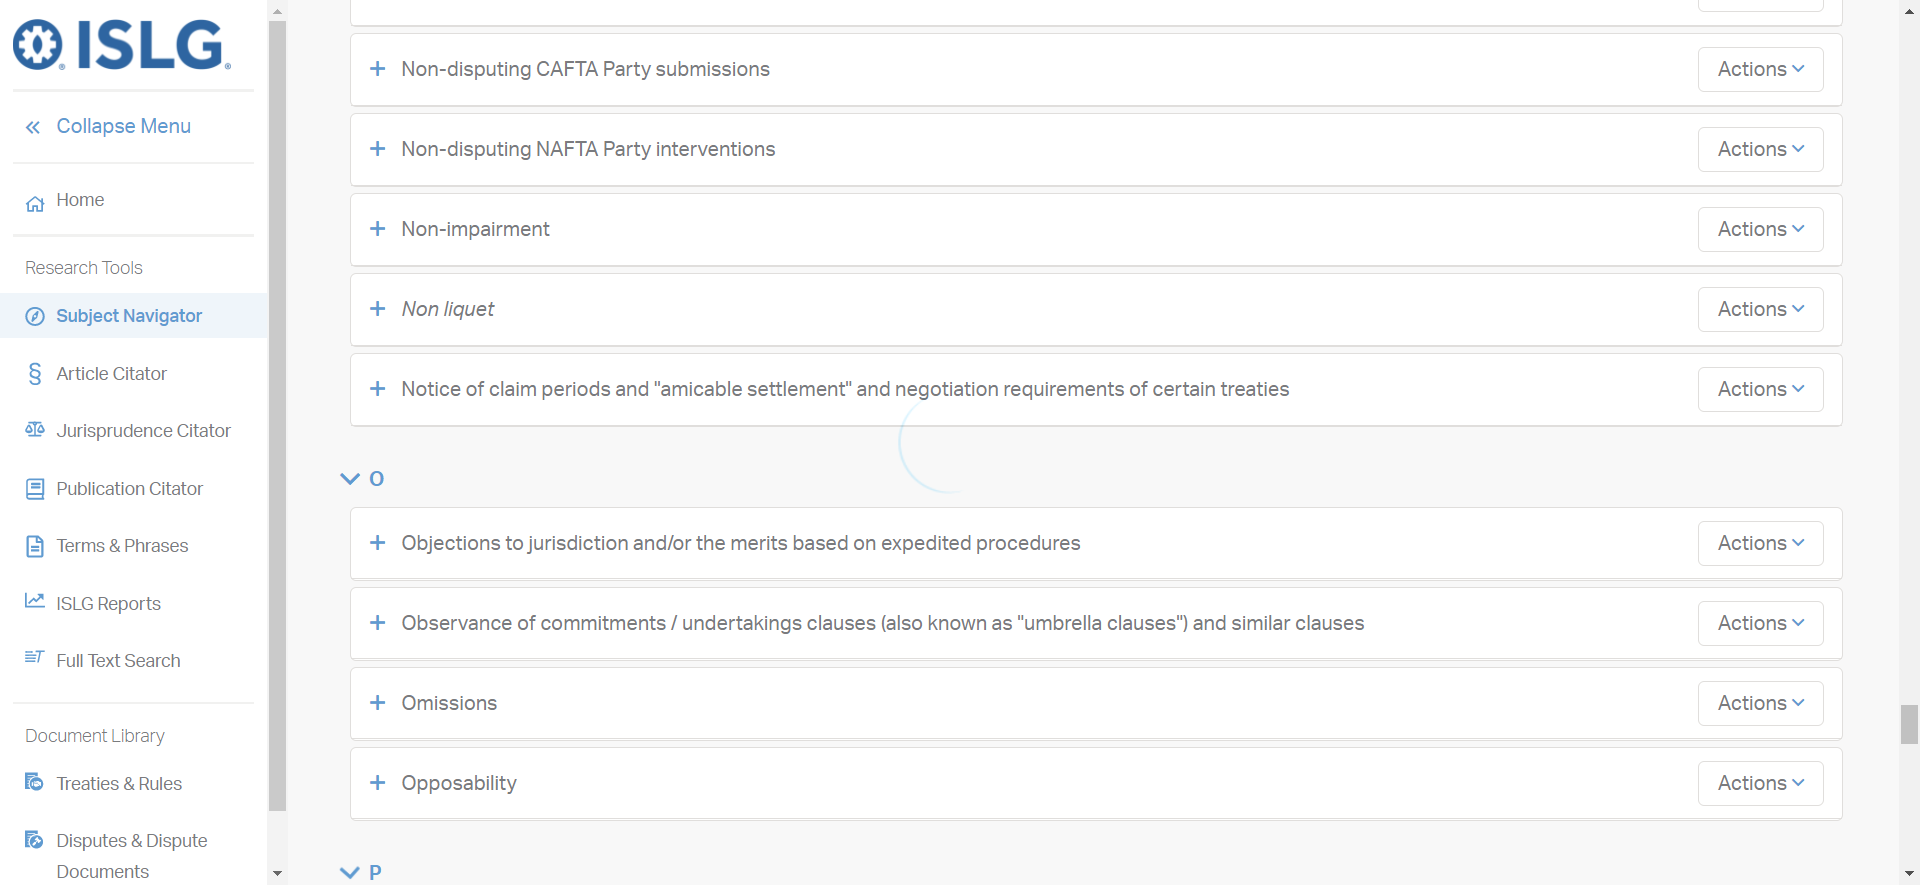 ISLG
Collapse Menu
Home
Research Tools
Subject Navigator
Article Citator
Jurisprudence Citator
Publication Citator
Terms & Phrases
ISLG Reports
Full Text Search
Document Library
Treaties & Rules
Disputes & Dispute
Documents
Non-disputing CAFTA Party submissions Actions
Non-disputing NAFTA Party interventions Actions
Non-impairment Actions
Non liquet Actions
Notice of claim periods and "amicable settlement" and negotiation requirements of certain treaties Actions
O
Objections to jurisdiction and/or the merits based on expedited procedures Actions
Observance of commitments / undertakings clauses (also known as "umbrella clauses") and similar clauses Actions
Omissions Actions
Opposability Actions
P